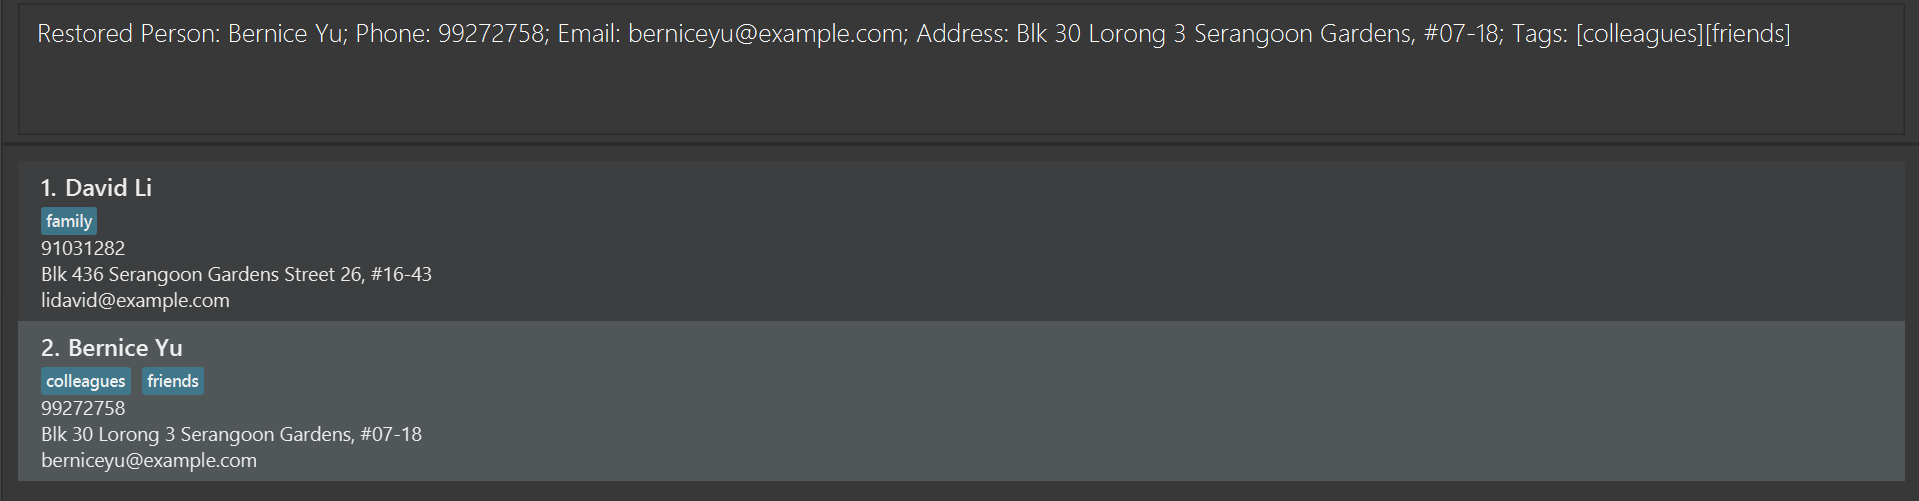 Restored Person: Bernice Yu; Phone: 99272758; Email: berniceyu@example.com; Address: Blk 30 Lorong 3 Serangoon Gardens, #07-18; Tags: [colleagues][friends]
1. David Li
family
91031282
Blk 436 Serangoon Gardens Street 26, #16-43
lidavid@example.com
2. Bernice Yu
colleagues friends
99272758
Blk 30 Lorong 3 Serangoon Gardens, #07-18
berniceyu@example.com